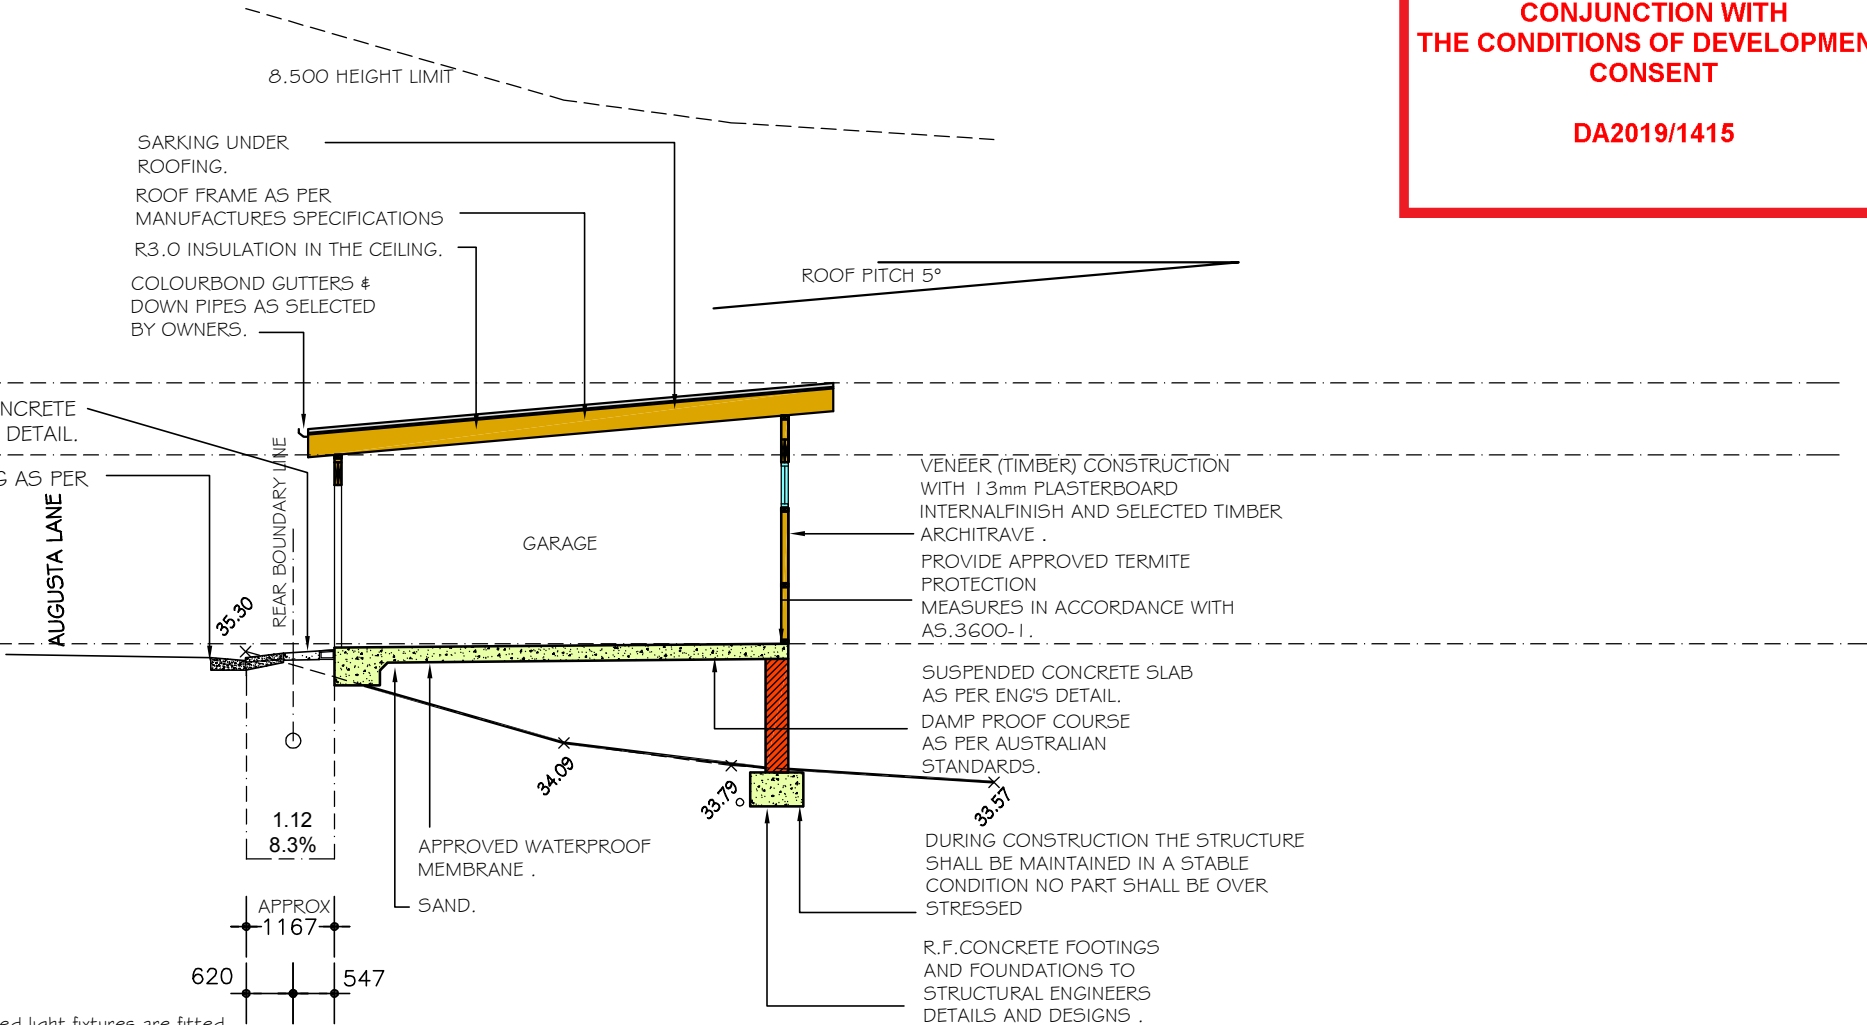 CONJUNCTION WITH
THE CONDITIONS OF DEVELOPMEN
CONSENT
DA2019/1415
8.500 HEIGHT LIMIT
SARKING UNDER
ROOFING.
ROOF FRAME AS PER
MANUFACTURES SPECIFICATIONS
R3.0 INSULATION IN THE CEILING.
COLOURBOND GUTTERS &
DOWN PIPES AS SELECTED
BY OWNERS.
ROOF PITCH 5°
NCRETE
DETAIL.
G AS PER
AUGUSTA LANE
REAR BOUNDARY LINE
35.30
GARAGE
VENEER (TIMBER) CONSTRUCTION
WITH 13mm PLASTERBOARD
INTERNALFINISH AND SELECTED TIMBER
ARCHITRAVE .
PROVIDE APPROVED TERMITE
PROTECTION
MEASURES IN ACCORDANCE WITH
AS.3600-1.
SUSPENDED CONCRETE SLAB
AS PER ENG'S DETAIL.
DAMP PROOF COURSE
AS PER AUSTRALIAN
STANDARDS.
34.09
33.79
33.57
1.12
8.3%
APPROVED WATERPROOF
MEMBRANE .
SAND.
DURING CONSTRUCTION THE STRUCTURE
SHALL BE MAINTAINED IN A STABLE
CONDITION NO PART SHALL BE OVER
STRESSED
R.F.CONCRETE FOOTINGS
AND FOUNDATIONS TO
STRUCTURAL ENGINEERS
DETAILS AND DESIGNS .
APPROX
1167
620
547
ed light fixtures are fitted